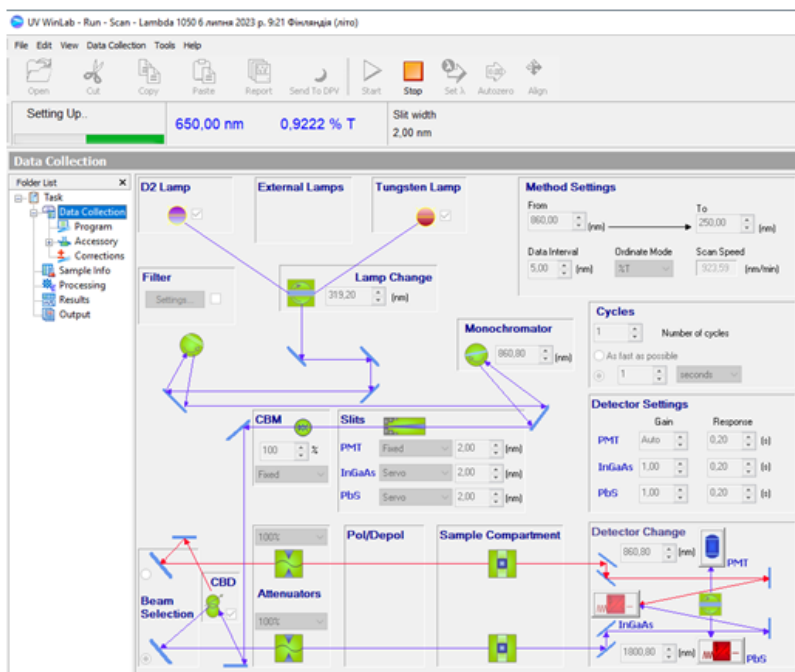 UV WinLab - Run - Scan - Lambda 1050 6 липня 2023 р. 9:21 Фінляндія (літо)
File Edit View Data Collection Tools Help
Open Cut Copy Paste Report Send To DPV Start Stop Set λ Autozero Align
Setting Up..
650,00 nm 0,9222 % T
Slit width
2,00 nm
Data Collection
Folder List X
Task
Data Collection
Program
Accessory
Corrections
Sample Info
Processing
Results
Output
D2 Lamp
External Lamps
Tungsten Lamp
Method Settings
From
860,00 (nm)
To
250,00 (nm)
Data Interval
5,00 (nm)
Ordinate Mode
%T
Scan Speed
923,59 (nm/min)
Filter
Settings...
Lamp Change
319,20 (nm)
Monochromator
860,80 (nm)
Cycles
1 Number of cycles
As fast as possible
1 seconds
CBM
100 %
Fixed
Slits
PMT Fixed 2,00 (nm)
InGaAs Servo 2,00 (nm)
PbS Servo 2,00 (nm)
Detector Settings
Gain Response
PMT Auto 0,20 (s)
InGaAs 1,00 0,20 (s)
PbS 1,00 0,20 (s)
100%
Pol/Depol
Sample Compartment
Detector Change
860,80 (nm)
PMT
CBD
Beam
Selection
Attenuators
100%
InGaAs
1800,80 (nm)
PbS